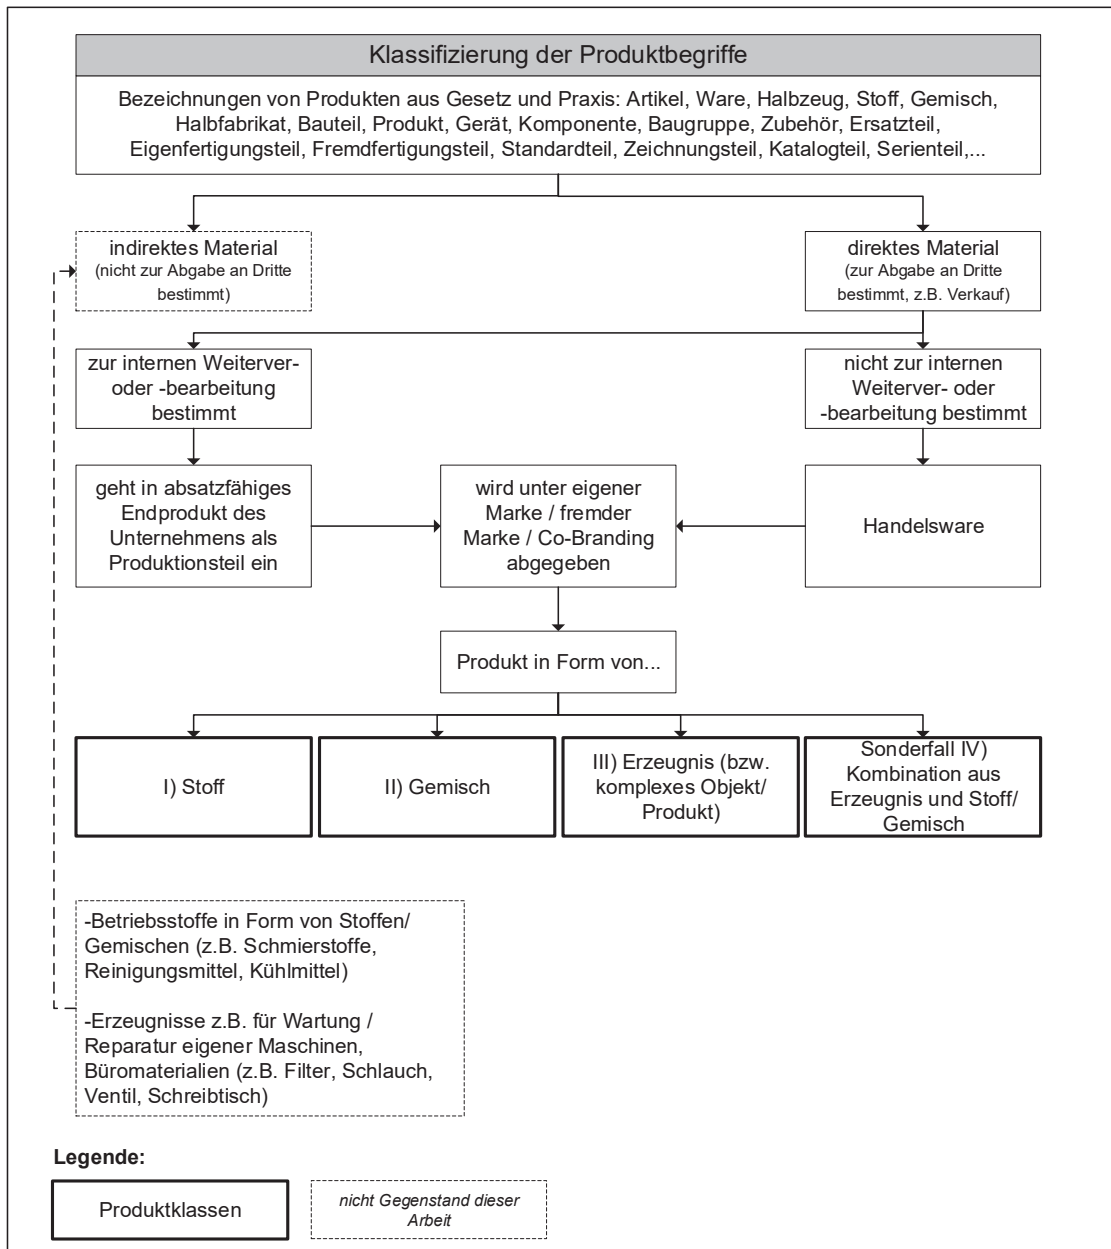 Klassifizierung der Produktbegriffe
Bezeichnungen von Produkten aus Gesetz und Praxis: Artikel, Ware, Halbzeug, Stoff, Gemisch,
Halbfabrikat, Bauteil, Produkt, Gerät, Komponente, Baugruppe, Zubehör, Ersatzteil,
Eigenfertigungsteil, Fremdfertigungsteil, Standardteil, Zeichnungsteil, Katalogteil, Serienteil,...
indirektes Material
(nicht zur Abgabe an Dritte
bestimmt)
direktes Material
(zur Abgabe an Dritte
bestimmt, z.B. Verkauf)
zur internen Weiterver-
oder -bearbeitung
bestimmt
nicht zur internen
Weiterver- oder
-bearbeitung bestimmt
geht in absatzfähiges
Endprodukt des
Unternehmens als
Produktionsteil ein
wird unter eigener
Marke / fremder
Marke / Co-Branding
abgegeben
Handelsware
Produkt in Form von...
I) Stoff
II) Gemisch
III) Erzeugnis (bzw.
komplexes Objekt/
Produkt)
Sonderfall IV)
Kombination aus
Erzeugnis und Stoff/
Gemisch
-Betriebsstoffe in Form von Stoffen/
Gemischen (z.B. Schmierstoffe,
Reinigungsmittel, Kühlmittel)
-Erzeugnisse z.B. für Wartung /
Reparatur eigener Maschinen,
Büromaterialien (z.B. Filter, Schlauch,
Ventil, Schreibtisch)
Legende:
Produktklassen
nicht Gegenstand dieser
Arbeit